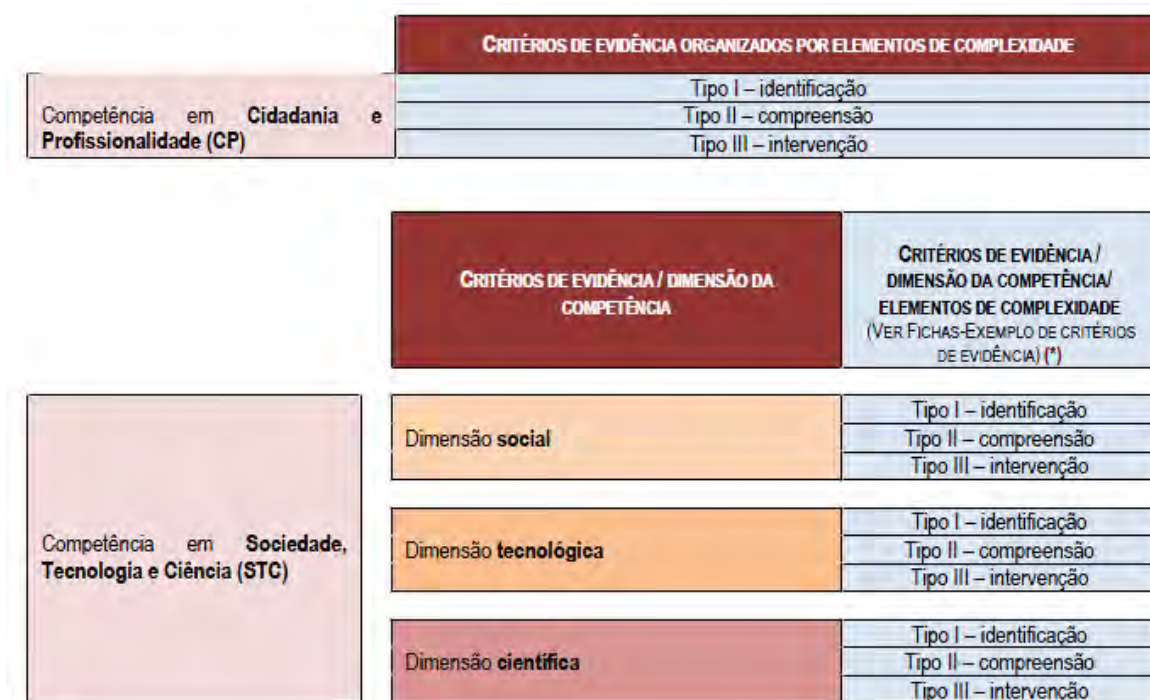 CRITÉRIOS DE EVIDÊNCIA ORGANIZADOS POR ELEMENTOS DE COMPLEXIDADE
Competência em Cidadania e
Profissionalidade (CP)
Tipo I – identificação
Tipo II – compreensão
Tipo III – intervenção
CRITÉRIOS DE EVIDÊNCIA / DIMENSÃO DA
COMPETÊNCIA
CRITÉRIOS DE EVIDÊNCIA /
DIMENSÃO DA COMPETÊNCIA/
ELEMENTOS DE COMPLEXIDADE
(VER FICHAS-EXEMPLO DE CRITÉRIOS
DE EVIDÊNCIA) (*)
Competência em Sociedade,
Tecnologia e Ciência (STC)
Dimensão social
Tipo I – identificação
Tipo II – compreensão
Tipo III – intervenção
Dimensão tecnológica
Tipo I – identificação
Tipo II – compreensão
Tipo III – intervenção
Dimensão científica
Tipo I – identificação
Tipo II – compreensão
Tipo III – intervenção